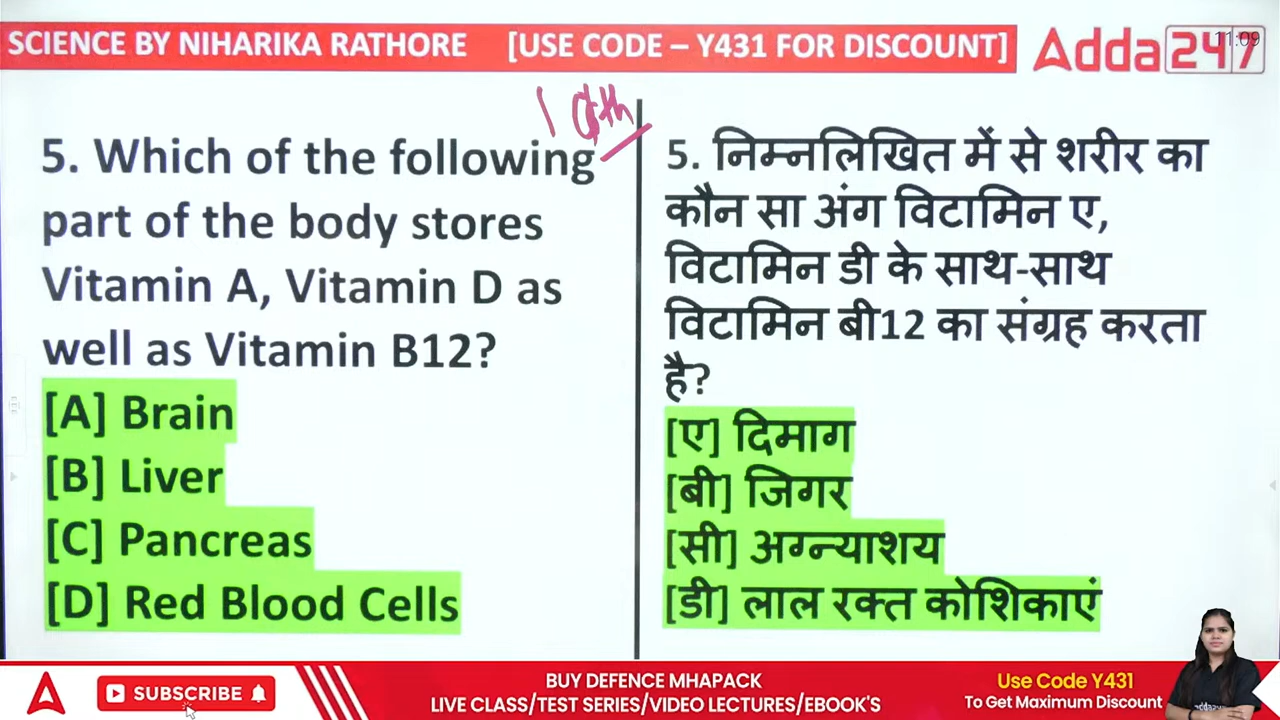 SCIENCE BY NIHARIKA RATHORE [USE CODE – Y431 FOR DISCOUNT]
Adda247
11:09
5. Which of the following
part of the body stores
Vitamin A, Vitamin D as
well as Vitamin B12?
[A] Brain
[B] Liver
[C] Pancreas
[D] Red Blood Cells
5. निम्नलिखित में से शरीर का
कौन सा अंग विटामिन ए,
विटामिन डी के साथ-साथ
विटामिन बी12 का संग्रह करता
है?
[ए] दिमाग
[बी] जिगर
[सी] अग्न्याशय
[डी] लाल रक्त कोशिकाएं
SUBSCRIBE
BUY DEFENCE MHAPACK
LIVE CLASS/TEST SERIES/VIDEO LECTURES/EBOOK'S
Use Code Y431
To Get Maximum Discount